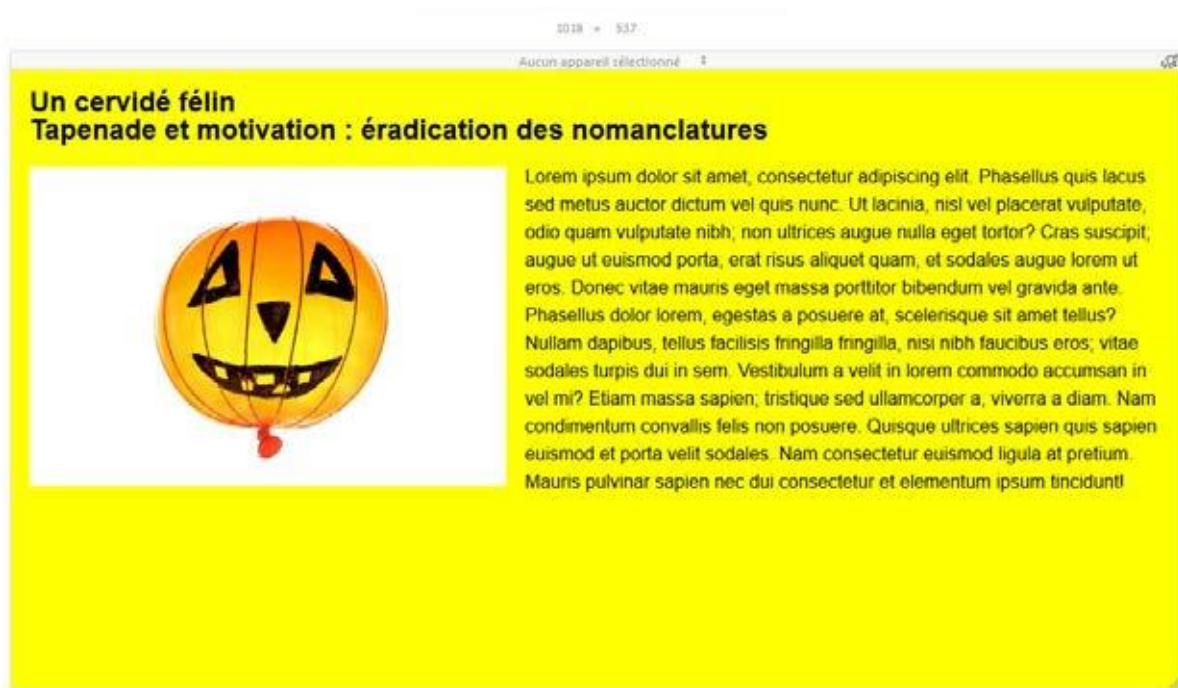 1018 × 537
Aucun appareil sélectionné
Un cervidé félin
Tapenade et motivation : éradication des nomanclatures
Lorem ipsum dolor sit amet, consectetur adipiscing elit. Phasellus quis lacus
sed metus auctor dictum vel quis nunc. Ut lacinia, nisl vel placerat vulputate,
odio quam vulputate nibh; non ultrices augue nulla eget tortor? Cras suscipit;
augue ut euismod porta, erat risus aliquet quam, et sodales augue lorem ut
eros. Donec vitae mauris eget massa porttitor bibendum vel gravida ante.
Phasellus dolor lorem, egestas a posuere at, scelerisque sit amet tellus?
Nullam dapibus, tellus facilisis fringilla fringilla, nisi nibh faucibus eros; vitae
sodales turpis dui in sem. Vestibulum a velit in lorem commodo accumsan in
vel mi? Etiam massa sapien; tristique sed ullamcorper a, viverra a diam. Nam
condimentum convallis felis non posuere. Quisque ultrices sapien quis sapien
euismod et porta velit sodales. Nam consectetur euismod ligula at pretium.
Mauris pulvinar sapien nec dui consectetur et elementum ipsum tincidunt!